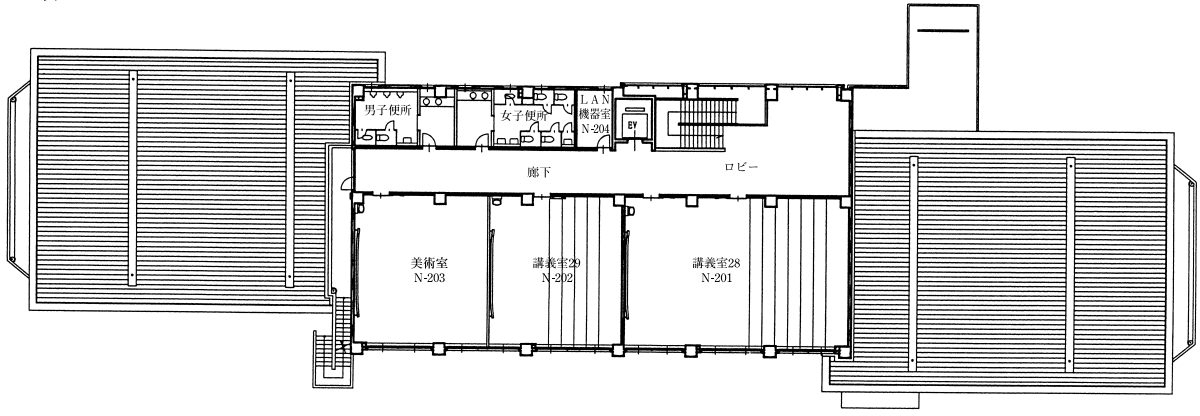 男子便所
女子便所
LAN
機器室
N-204
EV
廊下
ロビー
美術室
N-203
講義室29
N-202
講義室28
N-201